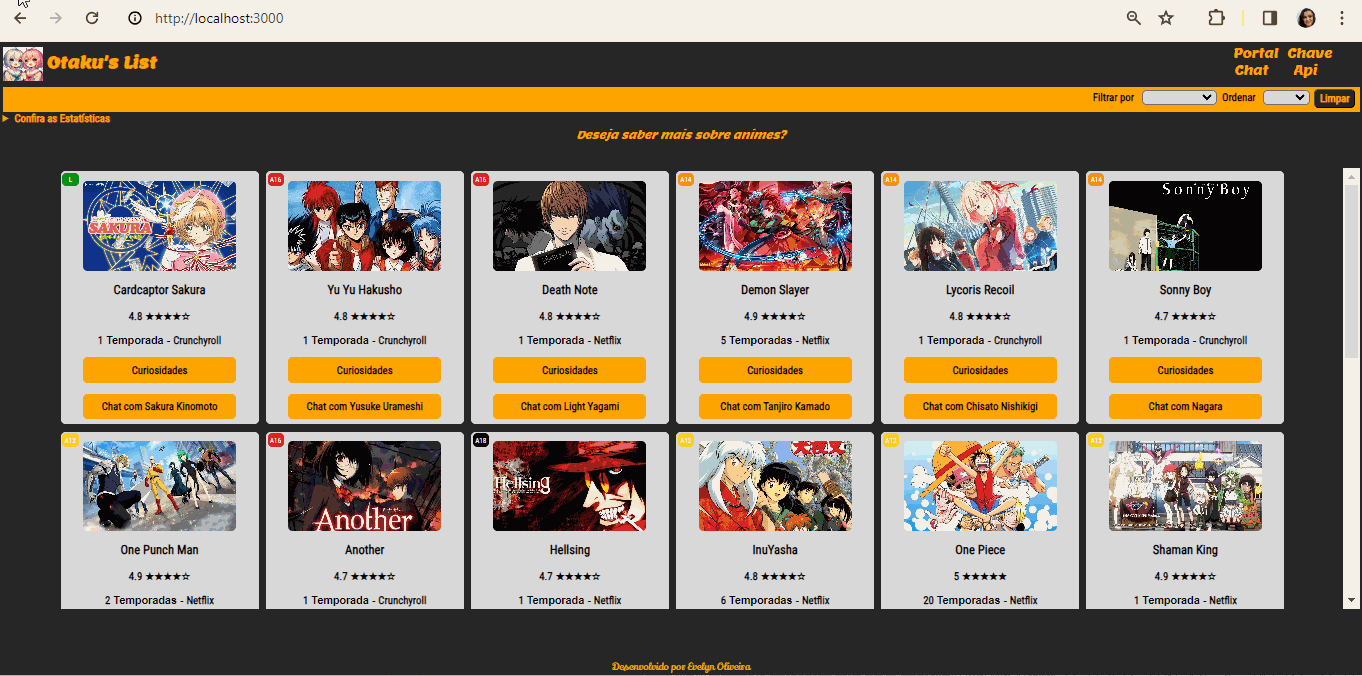 http://localhost:3000
Otaku's List
Portal Chat
Chave Api
Filtrar por
Ordenar
Limpar
Confira as Estatísticas
Deseja saber mais sobre animes?
L
A16
A16
A14
A14
A14
SAKURA
Sonny Boy
Cardcaptor Sakura
Yu Yu Hakusho
Death Note
Demon Slayer
Lycoris Recoil
Sonny Boy
4.8 ★★★★☆
4.8 ★★★★☆
4.8 ★★★★☆
4.9 ★★★★☆
4.8 ★★★★☆
4.7 ★★★★☆
1 Temporada - Crunchyroll
1 Temporada - Crunchyroll
1 Temporada - Netflix
5 Temporadas - Netflix
1 Temporada - Crunchyroll
1 Temporada - Crunchyroll
Curiosidades
Curiosidades
Curiosidades
Curiosidades
Curiosidades
Curiosidades
Chat com Sakura Kinomoto
Chat com Yusuke Urameshi
Chat com Light Yagami
Chat com Tanjiro Kamado
Chat com Chisato Nishikigi
Chat com Nagara
A12
A16
A18
A12
A12
A12
Another
Hellsing
犬夜叉
One Punch Man
Another
Hellsing
InuYasha
One Piece
Shaman King
4.9 ★★★★☆
4.7 ★★★★☆
4.7 ★★★★☆
4.8 ★★★★☆
5 ★★★★★
4.9 ★★★★☆
2 Temporadas - Netflix
1 Temporada - Crunchyroll
1 Temporada - Netflix
6 Temporadas - Netflix
20 Temporadas - Netflix
1 Temporada - Netflix
Desenvolvido por Evelyn Oliveira